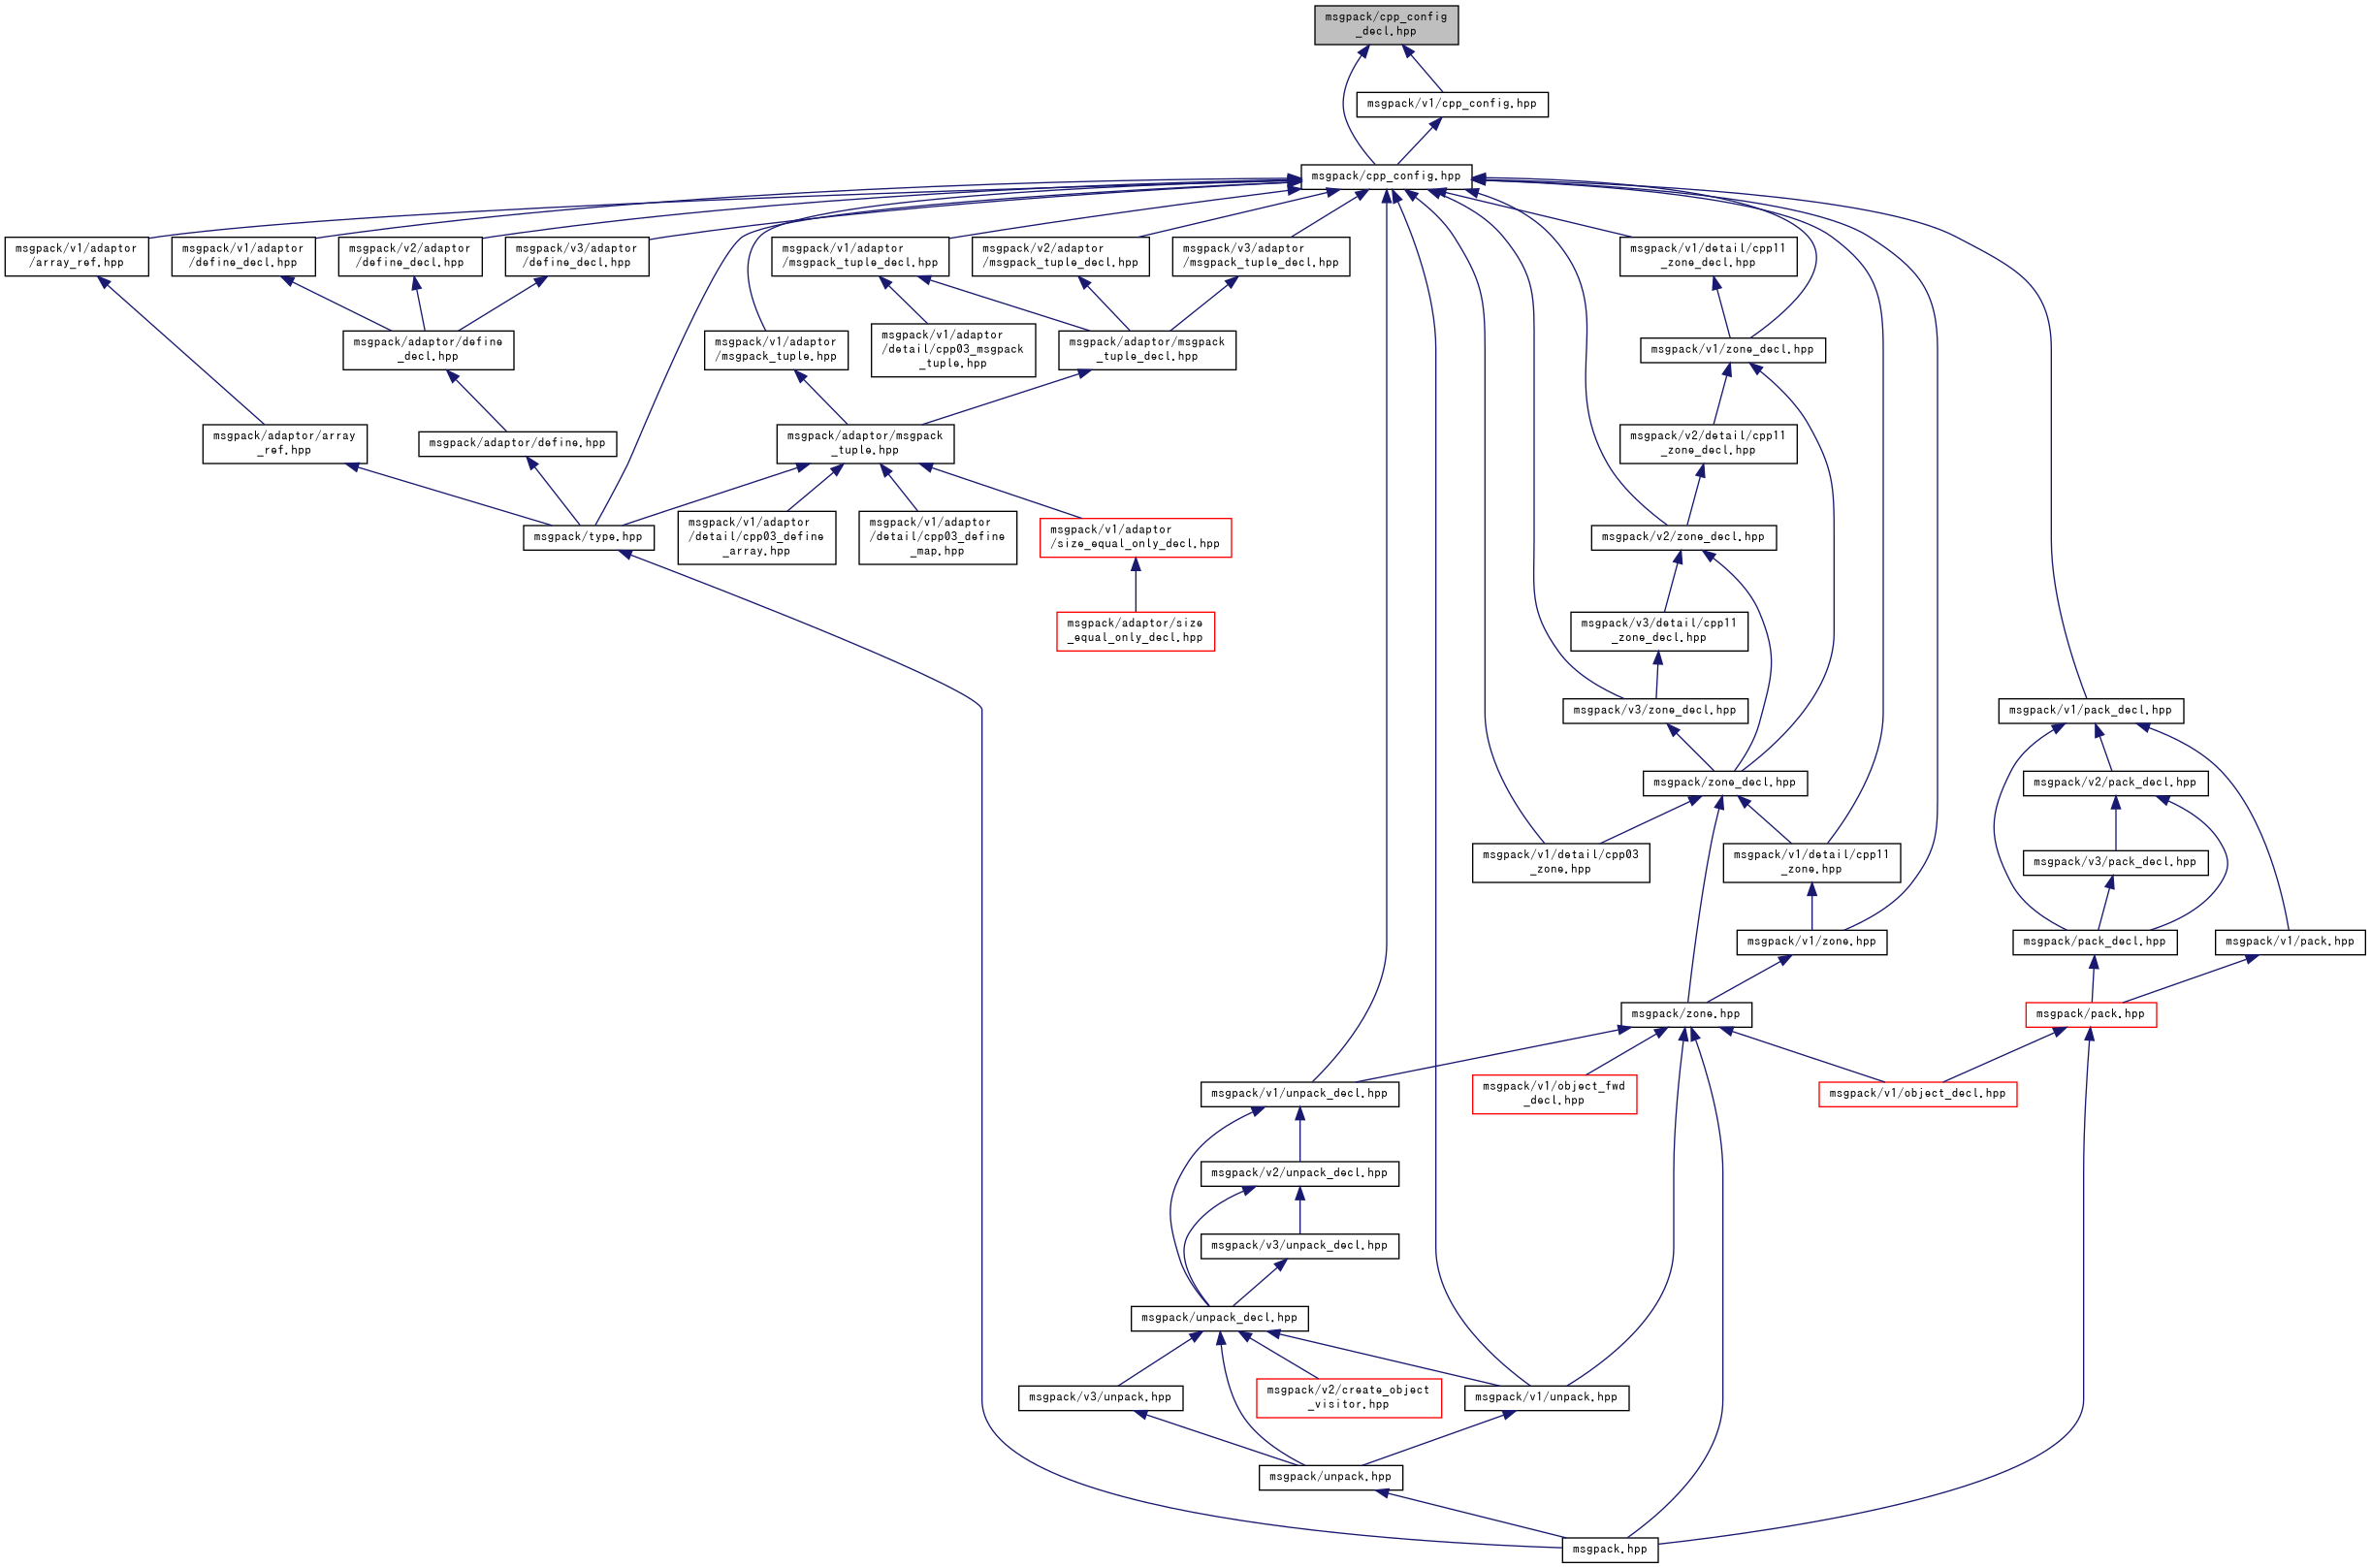 msgpack/cpp_config
_decl.hpp
msgpack/v1/cpp_config.hpp
msgpack/cpp_config.hpp
msgpack/v1/adaptor
/array_ref.hpp
msgpack/v1/adaptor
/define_decl.hpp
msgpack/v2/adaptor
/define_decl.hpp
msgpack/v3/adaptor
/define_decl.hpp
msgpack/v1/adaptor
/msgpack_tuple_decl.hpp
msgpack/v2/adaptor
/msgpack_tuple_decl.hpp
msgpack/v3/adaptor
/msgpack_tuple_decl.hpp
msgpack/v1/detail/cpp11
_zone_decl.hpp
msgpack/adaptor/define
_decl.hpp
msgpack/v1/adaptor
/msgpack_tuple.hpp
msgpack/v1/adaptor
/detail/cpp03_msgpack
_tuple.hpp
msgpack/adaptor/msgpack
_tuple_decl.hpp
msgpack/v1/zone_decl.hpp
msgpack/adaptor/array
_ref.hpp
msgpack/adaptor/define.hpp
msgpack/adaptor/msgpack
_tuple.hpp
msgpack/v2/detail/cpp11
_zone_decl.hpp
msgpack/type.hpp
msgpack/v1/adaptor
/detail/cpp03_define
_array.hpp
msgpack/v1/adaptor
/detail/cpp03_define
_map.hpp
msgpack/v1/adaptor
/size_equal_only_decl.hpp
msgpack/v2/zone_decl.hpp
msgpack/adaptor/size
_equal_only_decl.hpp
msgpack/v3/detail/cpp11
_zone_decl.hpp
msgpack/v3/zone_decl.hpp
msgpack/v1/pack_decl.hpp
msgpack/zone_decl.hpp
msgpack/v2/pack_decl.hpp
msgpack/v1/detail/cpp03
_zone.hpp
msgpack/v1/detail/cpp11
_zone.hpp
msgpack/v3/pack_decl.hpp
msgpack/v1/zone.hpp
msgpack/pack_decl.hpp
msgpack/v1/pack.hpp
msgpack/zone.hpp
msgpack/pack.hpp
msgpack/v1/unpack_decl.hpp
msgpack/v1/object_fwd
_decl.hpp
msgpack/v1/object_decl.hpp
msgpack/v2/unpack_decl.hpp
msgpack/v3/unpack_decl.hpp
msgpack/unpack_decl.hpp
msgpack/v3/unpack.hpp
msgpack/v2/create_object
_visitor.hpp
msgpack/v1/unpack.hpp
msgpack/unpack.hpp
msgpack.hpp